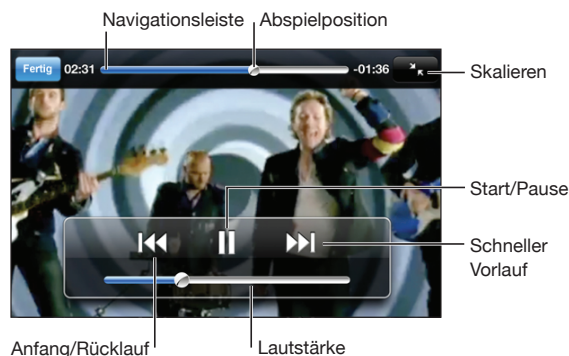 Navigationsleiste Abspielposition
Fertig 02:31 -01:36
Skalieren
Start/Pause
Schneller
Vorlauf
Anfang/Rücklauf Lautstärke